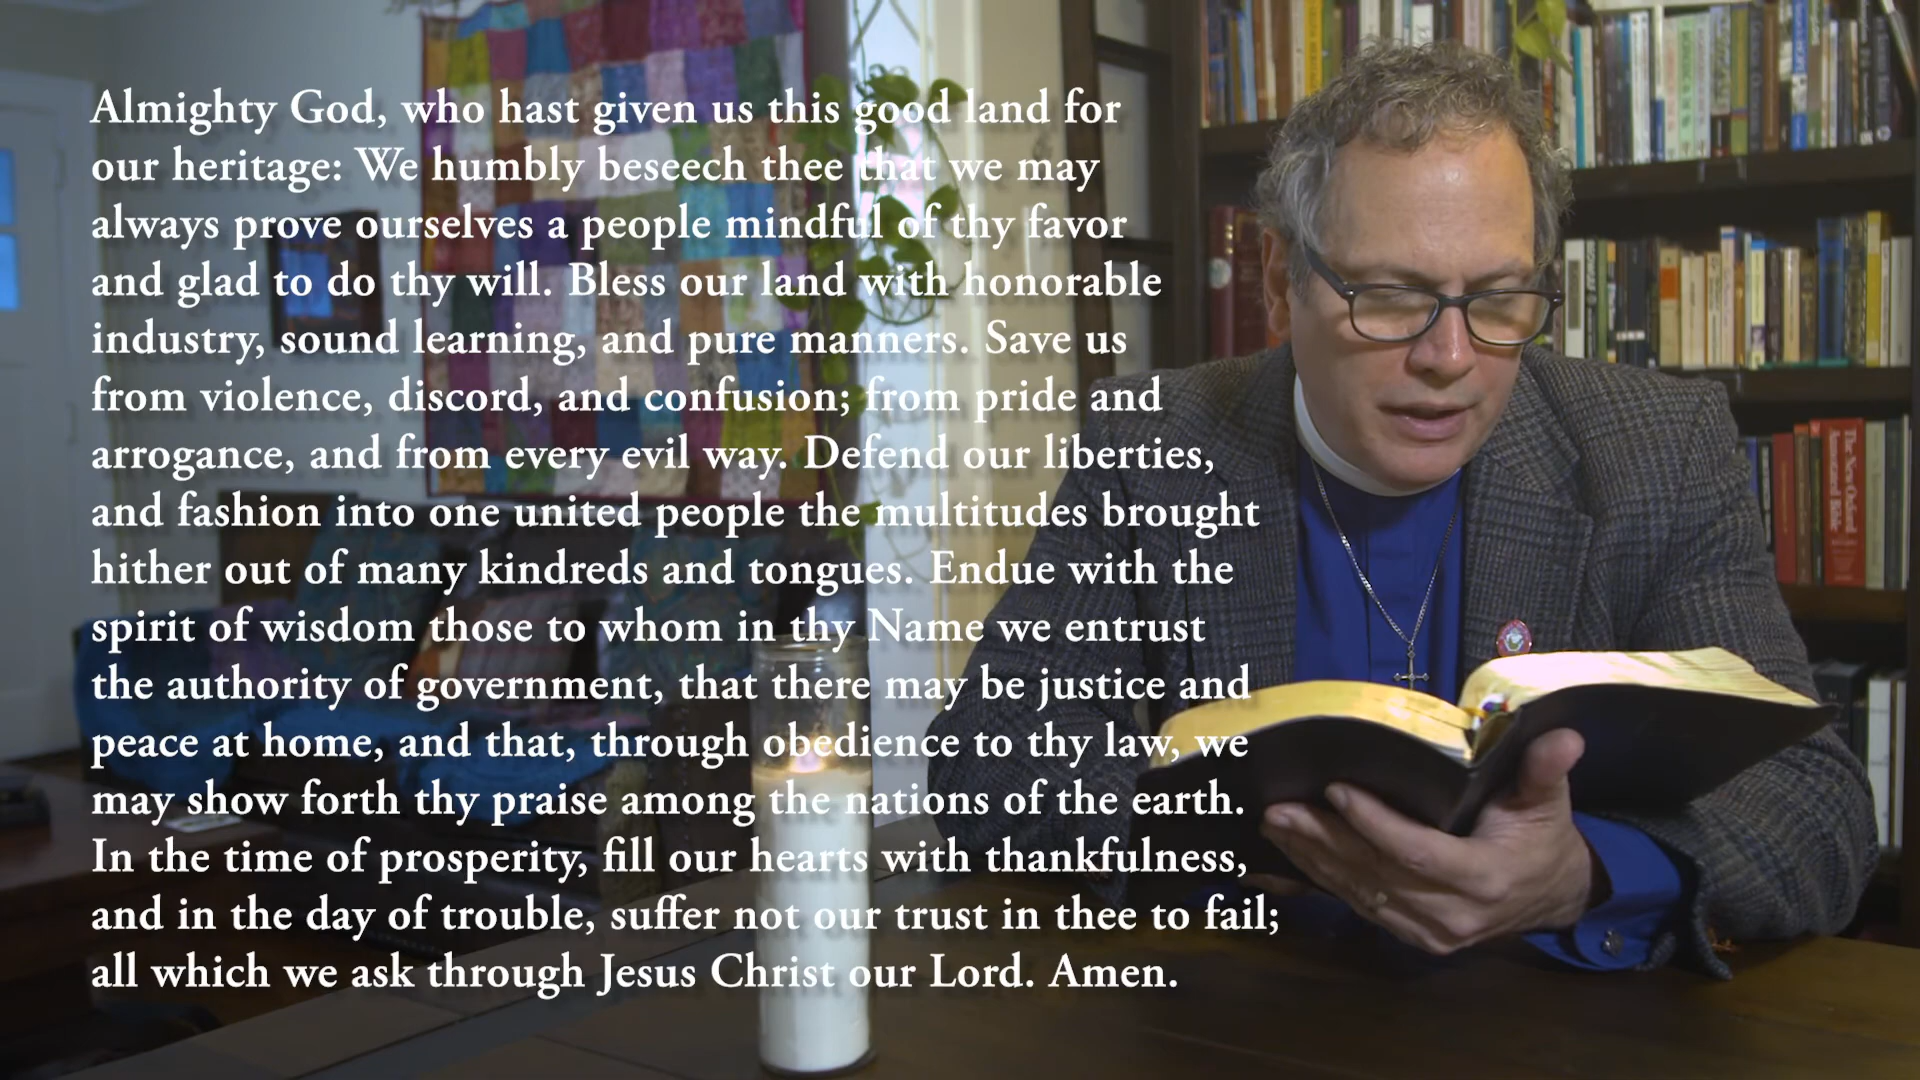 Almighty God, who hast given us this good land for
our heritage: We humbly beseech thee that we may
always prove ourselves a people mindful of thy favor
and glad to do thy will. Bless our land with honorable
industry, sound learning, and pure manners. Save us
from violence, discord, and confusion; from pride and
arrogance, and from every evil way. Defend our liberties,
and fashion into one united people the multitudes brought
hither out of many kindreds and tongues. Endue with the
spirit of wisdom those to whom in thy Name we entrust
the authority of government, that there may be justice and
peace at home, and that, through obedience to thy law, we
may show forth thy praise among the nations of the earth.
In the time of prosperity, fill our hearts with thankfulness,
and in the day of trouble, suffer not our trust in thee to fail;
all which we ask through Jesus Christ our Lord. Amen.
The New Oxford
Annotated Bible